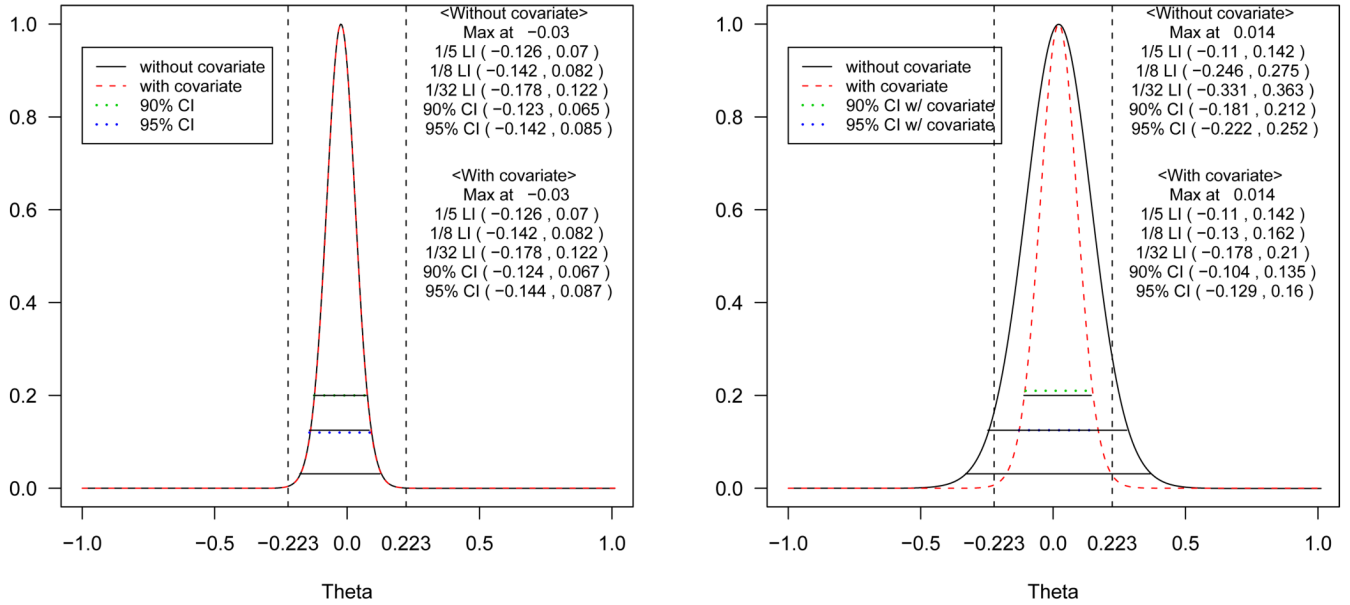 1.0
0.8
0.6
0.4
0.2
0.0
without covariate
with covariate
90% CI
95% CI
<Without covariate>
Max at −0.03
1/5 LI ( −0.126 , 0.07 )
1/8 LI ( −0.142 , 0.082 )
1/32 LI ( −0.178 , 0.122 )
90% CI ( −0.123 , 0.065 )
95% CI ( −0.142 , 0.085 )
<With covariate>
Max at −0.03
1/5 LI ( −0.126 , 0.07 )
1/8 LI ( −0.142 , 0.082 )
1/32 LI ( −0.178 , 0.122 )
90% CI ( −0.124 , 0.067 )
95% CI ( −0.144 , 0.087 )
−1.0 −0.5 −0.223 0.0 0.223 0.5 1.0
Theta
1.0
0.8
0.6
0.4
0.2
0.0
without covariate
with covariate
90% CI w/ covariate
95% CI w/ covariate
<Without covariate>
Max at 0.014
1/5 LI ( −0.11 , 0.142 )
1/8 LI ( −0.246 , 0.275 )
1/32 LI ( −0.331 , 0.363 )
90% CI ( −0.181 , 0.212 )
95% CI ( −0.222 , 0.252 )
<With covariate>
Max at 0.014
1/5 LI ( −0.11 , 0.142 )
1/8 LI ( −0.13 , 0.162 )
1/32 LI ( −0.178 , 0.21 )
90% CI ( −0.104 , 0.135 )
95% CI ( −0.129 , 0.16 )
−1.0 −0.5 −0.223 0.0 0.223 0.5 1.0
Theta